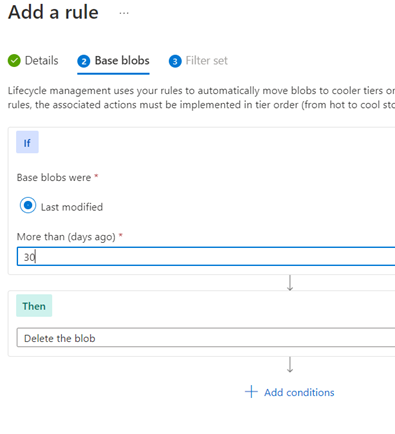 Add a rule ...
Details 2 Base blobs 3 Filter set
Lifecycle management uses your rules to automatically move blobs to cooler tiers or
rules, the associated actions must be implemented in tier order (from hot to cool sto
If
Base blobs were *
Last modified
More than (days ago) *
30
Then
Delete the blob
Add conditions